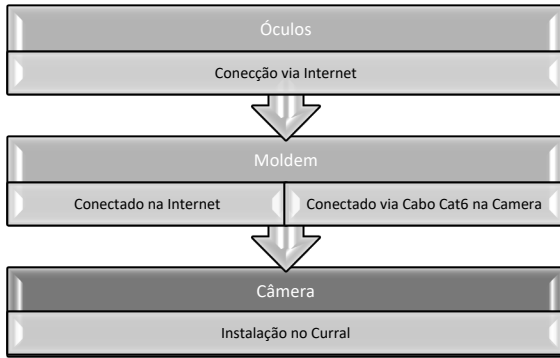 Óculos
Conecção via Internet
Moldem
Conectado na Internet
Conectado via Cabo Cat6 na Camera
Câmera
Instalação no Curral